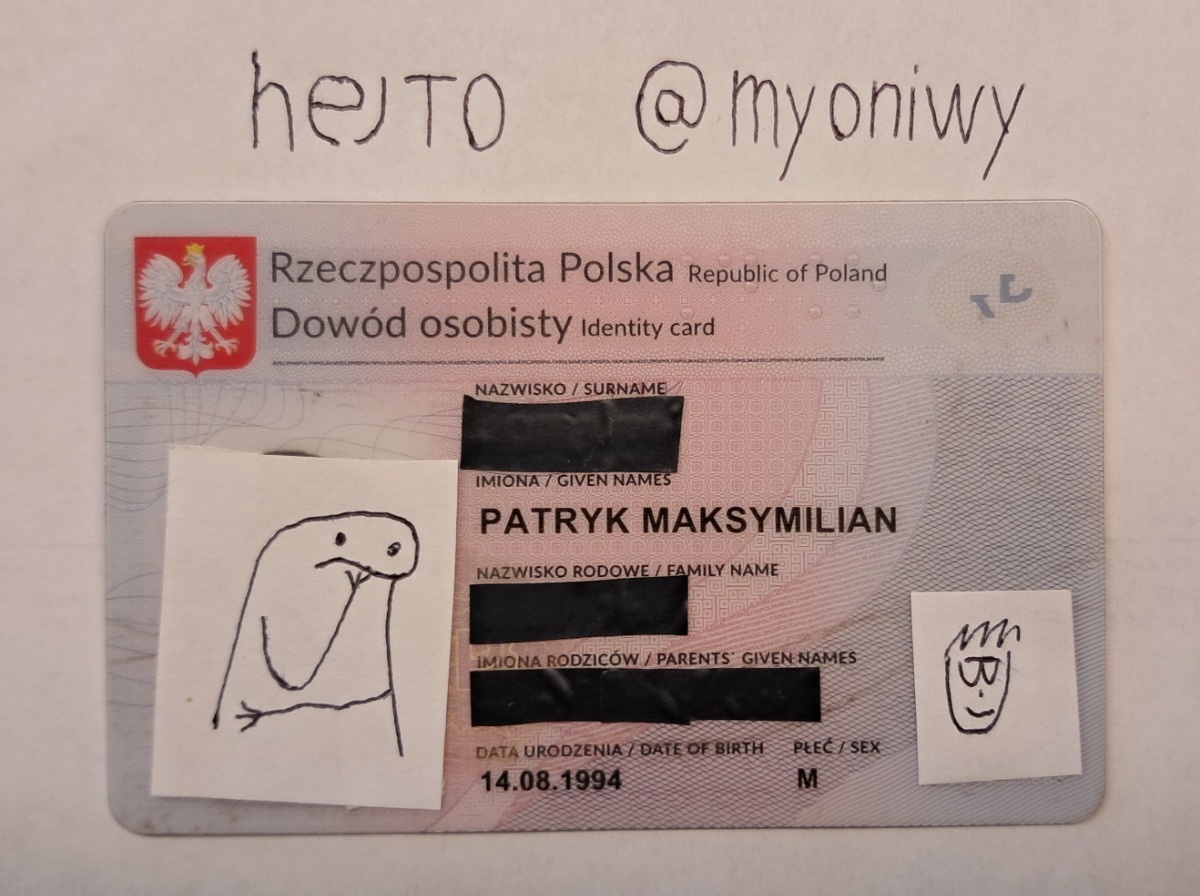 hejTO @myoniwy
Rzeczpospolita Polska Republic of Poland
Dowód osobisty Identity card
NAZWISKO / SURNAME
IMIONA / GIVEN NAMES
PATRYK MAKSYMILIAN
NAZWISKO RODOWE / FAMILY NAME
IMIONA RODZICÓW / PARENTS' GIVEN NAMES
DATA URODZENIA / DATE OF BIRTH PŁEĆ / SEX
14.08.1994 M